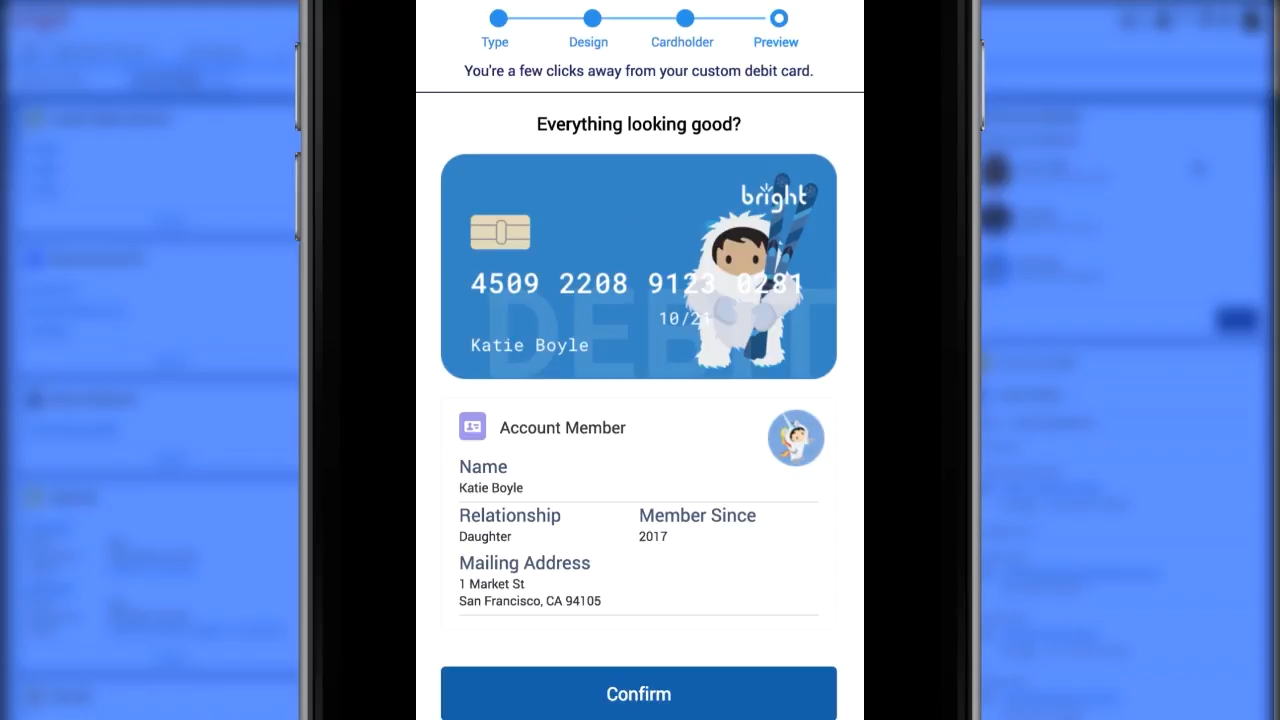 Type Design Cardholder Preview
You're a few clicks away from your custom debit card.
Everything looking good?
bright
4509 2208 9123 0281
10/21
DEBIT
Katie Boyle
Account Member
Name
Katie Boyle
Relationship Member Since
Daughter 2017
Mailing Address
1 Market St
San Francisco, CA 94105
Confirm